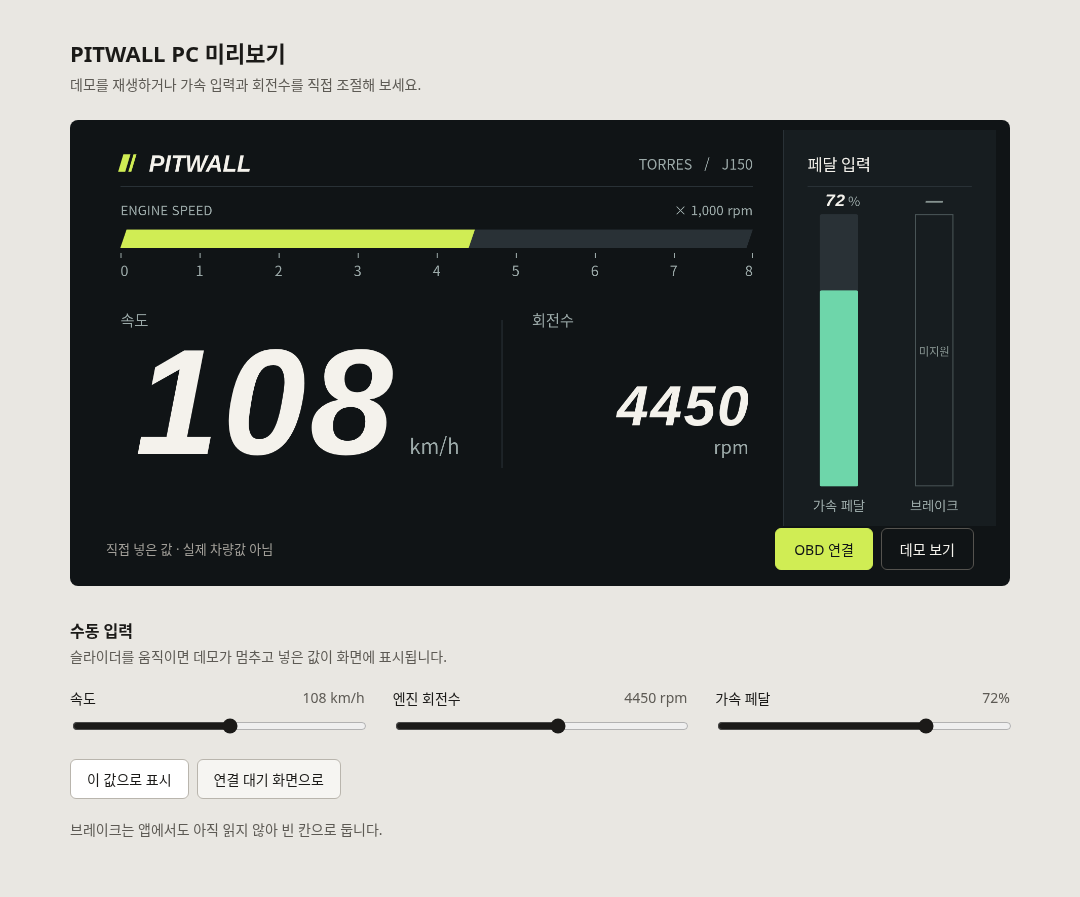 PITWALL PC 미리보기
데모를 재생하거나 가속 입력과 회전수를 직접 조절해 보세요.
PITWALL
TORRES / J150
ENGINE SPEED
× 1,000 rpm
0 1 2 3 4 5 6 7 8
속도
108 km/h
회전수
4450
rpm
페달 입력
72 %
—
미지원
가속 페달
브레이크
직접 넣은 값 · 실제 차량값 아님
OBD 연결
데모 보기
수동 입력
슬라이더를 움직이면 데모가 멈추고 넣은 값이 화면에 표시됩니다.
속도 108 km/h
엔진 회전수 4450 rpm
가속 페달 72%
이 값으로 표시
연결 대기 화면으로
브레이크는 앱에서도 아직 읽지 않아 빈 칸으로 둡니다.